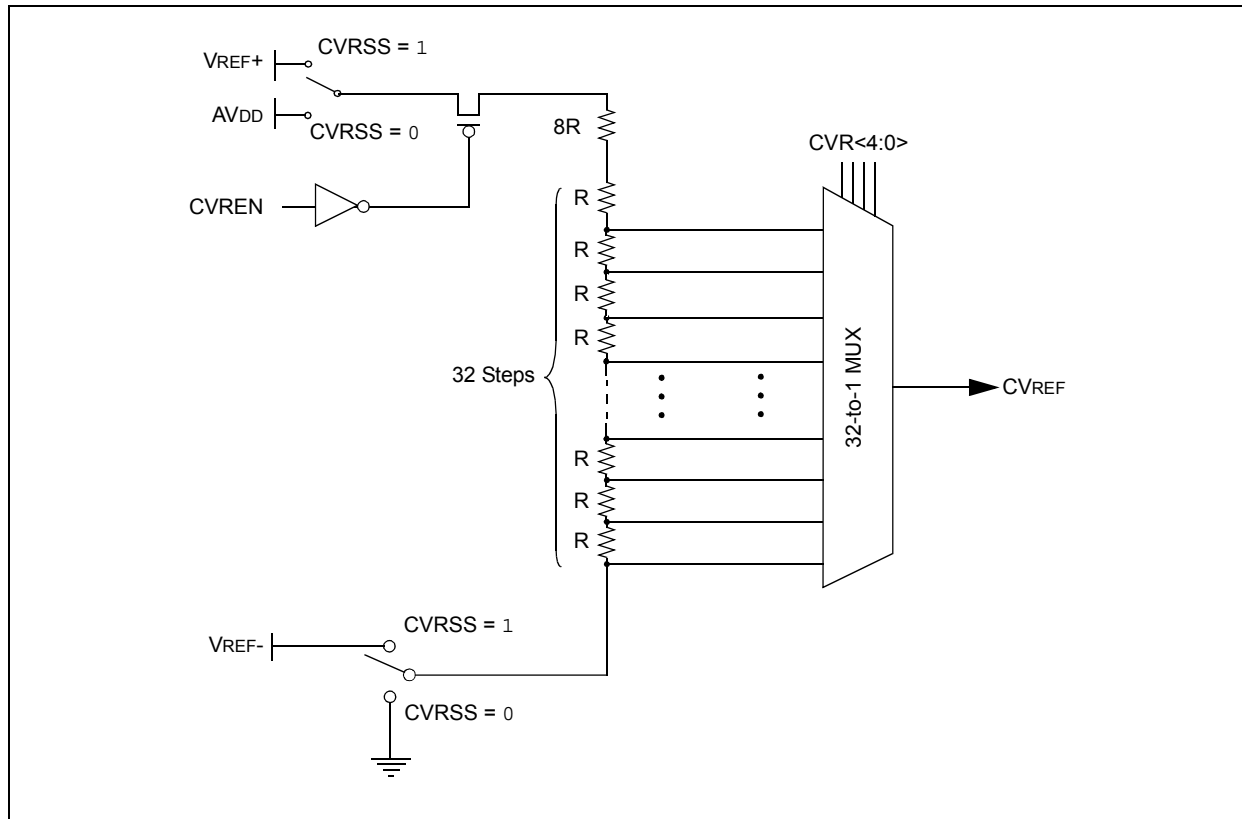 CVRSS = 1
VREF+
AVDD
CVRSS = 0
8R
CVR<4:0>
CVREN
R
R
R
R
32 Steps
32-to-1 MUX
CVREF
R
R
R
CVRSS = 1
VREF-
CVRSS = 0